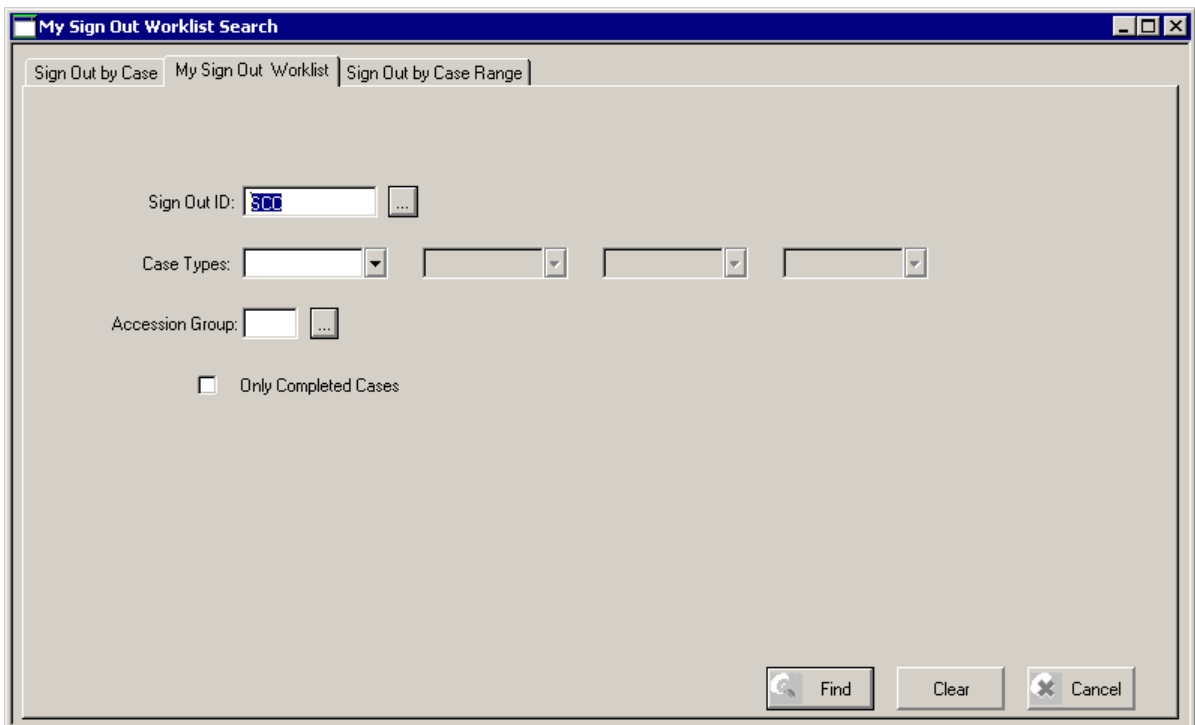 My Sign Out Worklist Search
Sign Out by Case My Sign Out Worklist Sign Out by Case Range
Sign Out ID: SCC ...
Case Types:
Accession Group: ...
Only Completed Cases
Find Clear Cancel